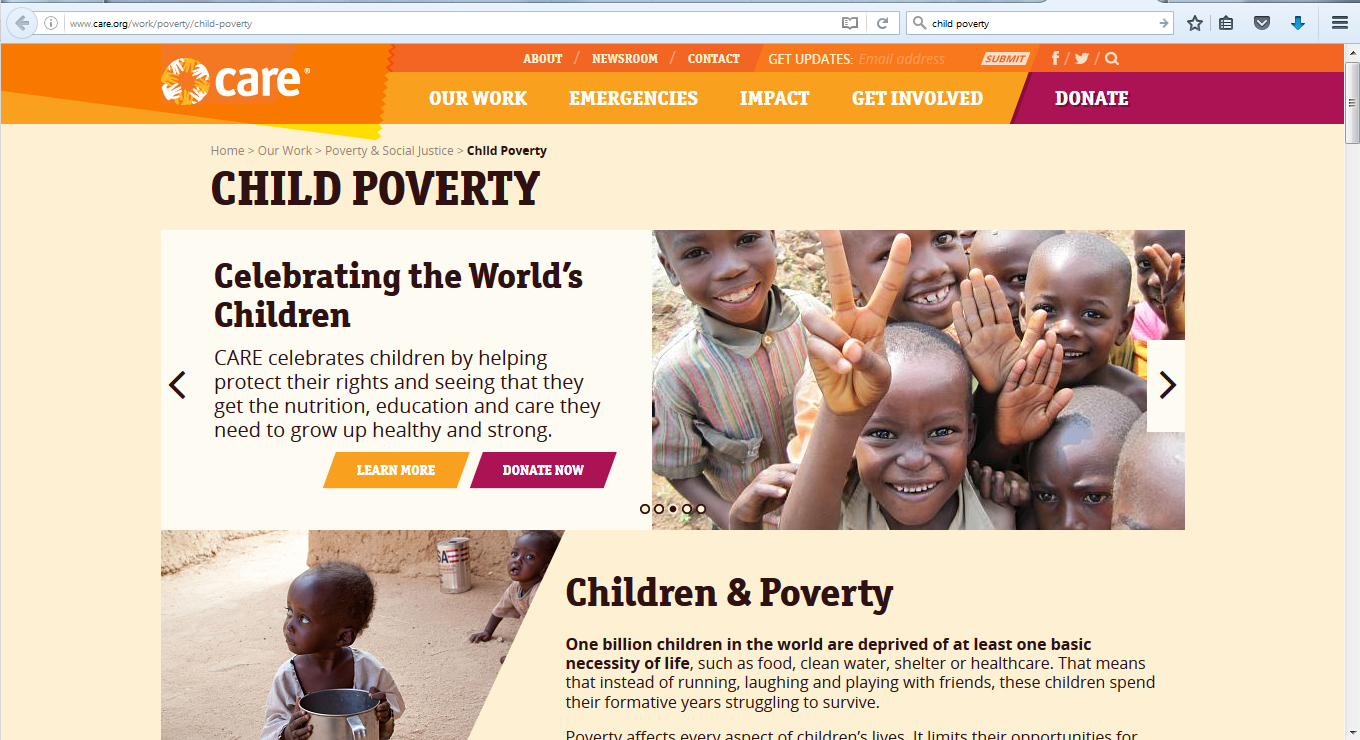 www.care.org/work/poverty/child-poverty
child poverty
care®
ABOUT / NEWSROOM / CONTACT
GET UPDATES: Email address SUBMIT
f / /
OUR WORK EMERGENCIES IMPACT GET INVOLVED DONATE
Home > Our Work > Poverty & Social Justice > Child Poverty
CHILD POVERTY
Celebrating the World's
Children
CARE celebrates children by helping
protect their rights and seeing that they
get the nutrition, education and care they
need to grow up healthy and strong.
LEARN MORE DONATE NOW
SA
Children & Poverty
One billion children in the world are deprived of at least one basic
necessity of life, such as food, clean water, shelter or healthcare. That means
that instead of running, laughing and playing with friends, these children spend
their formative years struggling to survive.
Poverty affects every aspect of children's lives. It limits their opportunities for